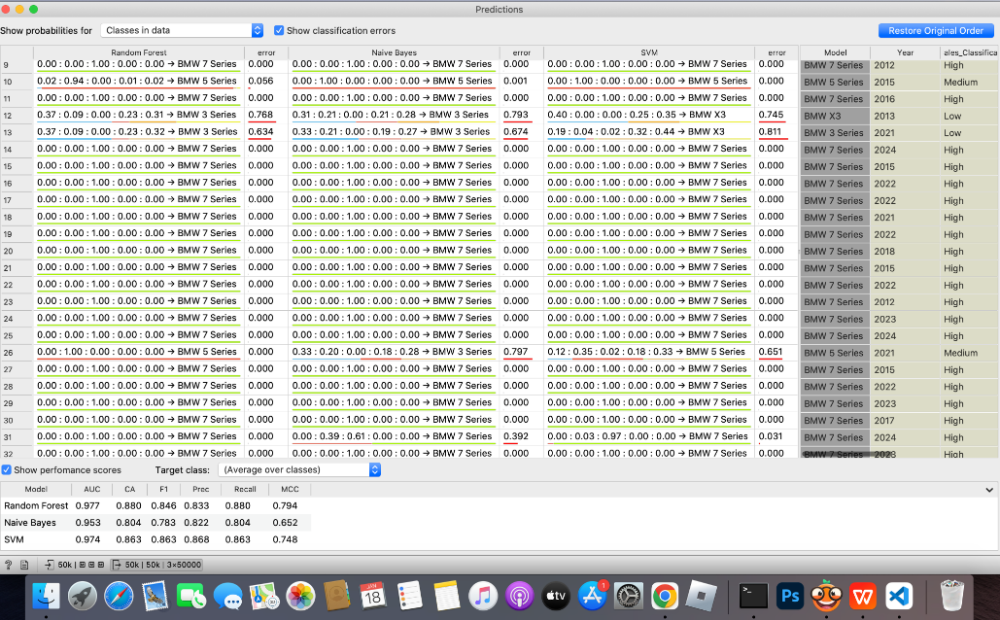 Predictions
Show probabilities for Classes in data Show classification errors Restore Original Order
Random Forest error Naive Bayes error SVM error Model Year ales_Classifica
9 0.00 : 0.00 : 1.00 : 0.00 : 0.00 → BMW 7 Series 0.000 0.00 : 0.00 : 1.00 : 0.00 : 0.00 → BMW 7 Series 0.000 0.00 : 0.00 : 1.00 : 0.00 : 0.00 → BMW 7 Series 0.000 BMW 7 Series 2012 High
10 0.02 : 0.94 : 0.00 : 0.01 : 0.02 → BMW 5 Series 0.056 0.00 : 1.00 : 0.00 : 0.00 : 0.00 → BMW 5 Series 0.001 0.00 : 1.00 : 0.00 : 0.00 : 0.00 → BMW 5 Series 0.000 BMW 5 Series 2015 Medium
11 0.00 : 0.00 : 1.00 : 0.00 : 0.00 → BMW 7 Series 0.000 0.00 : 0.00 : 1.00 : 0.00 : 0.00 → BMW 7 Series 0.000 0.00 : 0.00 : 1.00 : 0.00 : 0.00 → BMW 7 Series 0.000 BMW 7 Series 2016 High
12 0.37 : 0.09 : 0.00 : 0.23 : 0.31 → BMW 3 Series 0.768 0.31 : 0.21 : 0.00 : 0.21 : 0.28 → BMW 3 Series 0.793 0.40 : 0.00 : 0.00 : 0.25 : 0.35 → BMW X3 0.745 BMW X3 2013 Low
13 0.37 : 0.09 : 0.00 : 0.23 : 0.32 → BMW 3 Series 0.634 0.33 : 0.21 : 0.00 : 0.19 : 0.27 → BMW 3 Series 0.674 0.19 : 0.04 : 0.02 : 0.32 : 0.44 → BMW X3 0.811 BMW 3 Series 2021 Low
14 0.00 : 0.00 : 1.00 : 0.00 : 0.00 → BMW 7 Series 0.000 0.00 : 0.00 : 1.00 : 0.00 : 0.00 → BMW 7 Series 0.000 0.00 : 0.00 : 1.00 : 0.00 : 0.00 → BMW 7 Series 0.000 BMW 7 Series 2024 High
15 0.00 : 0.00 : 1.00 : 0.00 : 0.00 → BMW 7 Series 0.000 0.00 : 0.00 : 1.00 : 0.00 : 0.00 → BMW 7 Series 0.000 0.00 : 0.00 : 1.00 : 0.00 : 0.00 → BMW 7 Series 0.000 BMW 7 Series 2015 High
16 0.00 : 0.00 : 1.00 : 0.00 : 0.00 → BMW 7 Series 0.000 0.00 : 0.00 : 1.00 : 0.00 : 0.00 → BMW 7 Series 0.000 0.00 : 0.00 : 1.00 : 0.00 : 0.00 → BMW 7 Series 0.000 BMW 7 Series 2022 High
17 0.00 : 0.00 : 1.00 : 0.00 : 0.00 → BMW 7 Series 0.000 0.00 : 0.00 : 1.00 : 0.00 : 0.00 → BMW 7 Series 0.000 0.00 : 0.00 : 1.00 : 0.00 : 0.00 → BMW 7 Series 0.000 BMW 7 Series 2022 High
18 0.00 : 0.00 : 1.00 : 0.00 : 0.00 → BMW 7 Series 0.000 0.00 : 0.00 : 1.00 : 0.00 : 0.00 → BMW 7 Series 0.000 0.00 : 0.00 : 1.00 : 0.00 : 0.00 → BMW 7 Series 0.000 BMW 7 Series 2021 High
19 0.00 : 0.00 : 1.00 : 0.00 : 0.00 → BMW 7 Series 0.000 0.00 : 0.00 : 1.00 : 0.00 : 0.00 → BMW 7 Series 0.000 0.00 : 0.00 : 1.00 : 0.00 : 0.00 → BMW 7 Series 0.000 BMW 7 Series 2022 High
20 0.00 : 0.00 : 1.00 : 0.00 : 0.00 → BMW 7 Series 0.000 0.00 : 0.00 : 1.00 : 0.00 : 0.00 → BMW 7 Series 0.000 0.00 : 0.00 : 1.00 : 0.00 : 0.00 → BMW 7 Series 0.000 BMW 7 Series 2018 High
21 0.00 : 0.00 : 1.00 : 0.00 : 0.00 → BMW 7 Series 0.000 0.00 : 0.00 : 1.00 : 0.00 : 0.00 → BMW 7 Series 0.000 0.00 : 0.00 : 1.00 : 0.00 : 0.00 → BMW 7 Series 0.000 BMW 7 Series 2015 High
22 0.00 : 0.00 : 1.00 : 0.00 : 0.00 → BMW 7 Series 0.000 0.00 : 0.00 : 1.00 : 0.00 : 0.00 → BMW 7 Series 0.000 0.00 : 0.00 : 1.00 : 0.00 : 0.00 → BMW 7 Series 0.000 BMW 7 Series 2022 High
23 0.00 : 0.00 : 1.00 : 0.00 : 0.00 → BMW 7 Series 0.000 0.00 : 0.00 : 1.00 : 0.00 : 0.00 → BMW 7 Series 0.000 0.00 : 0.00 : 1.00 : 0.00 : 0.00 → BMW 7 Series 0.000 BMW 7 Series 2012 High
24 0.00 : 0.00 : 1.00 : 0.00 : 0.00 → BMW 7 Series 0.000 0.00 : 0.00 : 1.00 : 0.00 : 0.00 → BMW 7 Series 0.000 0.00 : 0.00 : 1.00 : 0.00 : 0.00 → BMW 7 Series 0.000 BMW 7 Series 2023 High
25 0.00 : 0.00 : 1.00 : 0.00 : 0.00 → BMW 7 Series 0.000 0.00 : 0.00 : 1.00 : 0.00 : 0.00 → BMW 7 Series 0.000 0.00 : 0.00 : 1.00 : 0.00 : 0.00 → BMW 7 Series 0.000 BMW 7 Series 2024 High
26 0.00 : 1.00 : 0.00 : 0.00 : 0.00 → BMW 5 Series 0.000 0.33 : 0.20 : 0.00 : 0.18 : 0.28 → BMW 3 Series 0.797 0.12 : 0.35 : 0.02 : 0.18 : 0.33 → BMW 5 Series 0.651 BMW 5 Series 2021 Medium
27 0.00 : 0.00 : 1.00 : 0.00 : 0.00 → BMW 7 Series 0.000 0.00 : 0.00 : 1.00 : 0.00 : 0.00 → BMW 7 Series 0.000 0.00 : 0.00 : 1.00 : 0.00 : 0.00 → BMW 7 Series 0.000 BMW 7 Series 2015 High
28 0.00 : 0.00 : 1.00 : 0.00 : 0.00 → BMW 7 Series 0.000 0.00 : 0.00 : 1.00 : 0.00 : 0.00 → BMW 7 Series 0.000 0.00 : 0.00 : 1.00 : 0.00 : 0.00 → BMW 7 Series 0.000 BMW 7 Series 2022 High
29 0.00 : 0.00 : 1.00 : 0.00 : 0.00 → BMW 7 Series 0.000 0.00 : 0.00 : 1.00 : 0.00 : 0.00 → BMW 7 Series 0.000 0.00 : 0.00 : 1.00 : 0.00 : 0.00 → BMW 7 Series 0.000 BMW 7 Series 2023 High
30 0.00 : 0.00 : 1.00 : 0.00 : 0.00 → BMW 7 Series 0.000 0.00 : 0.00 : 1.00 : 0.00 : 0.00 → BMW 7 Series 0.000 0.00 : 0.00 : 1.00 : 0.00 : 0.00 → BMW 7 Series 0.000 BMW 7 Series 2017 High
31 0.00 : 0.00 : 1.00 : 0.00 : 0.00 → BMW 7 Series 0.000 0.00 : 0.39 : 0.61 : 0.00 : 0.00 → BMW 7 Series 0.392 0.00 : 0.03 : 0.97 : 0.00 : 0.00 → BMW 7 Series 0.031 BMW 7 Series 2024 High
32 0.00 : 0.00 : 1.00 : 0.00 : 0.00 → BMW 7 Series 0.000 0.00 : 0.00 : 1.00 : 0.00 : 0.00 → BMW 7 Series 0.000 0.00 : 0.00 : 1.00 : 0.00 : 0.00 → BMW 7 Series 0.000 BMW 7 Series 2023 High
Show perfomance scores Target class: (Average over classes)
Model AUC CA F1 Prec Recall MCC
Random Forest 0.977 0.880 0.846 0.833 0.880 0.794
Naive Bayes 0.953 0.804 0.783 0.822 0.804 0.652
SVM 0.974 0.863 0.863 0.868 0.863 0.748
? 50k | 50k | 50k | 3×50000
JAN
18
tv
1
Ps
W